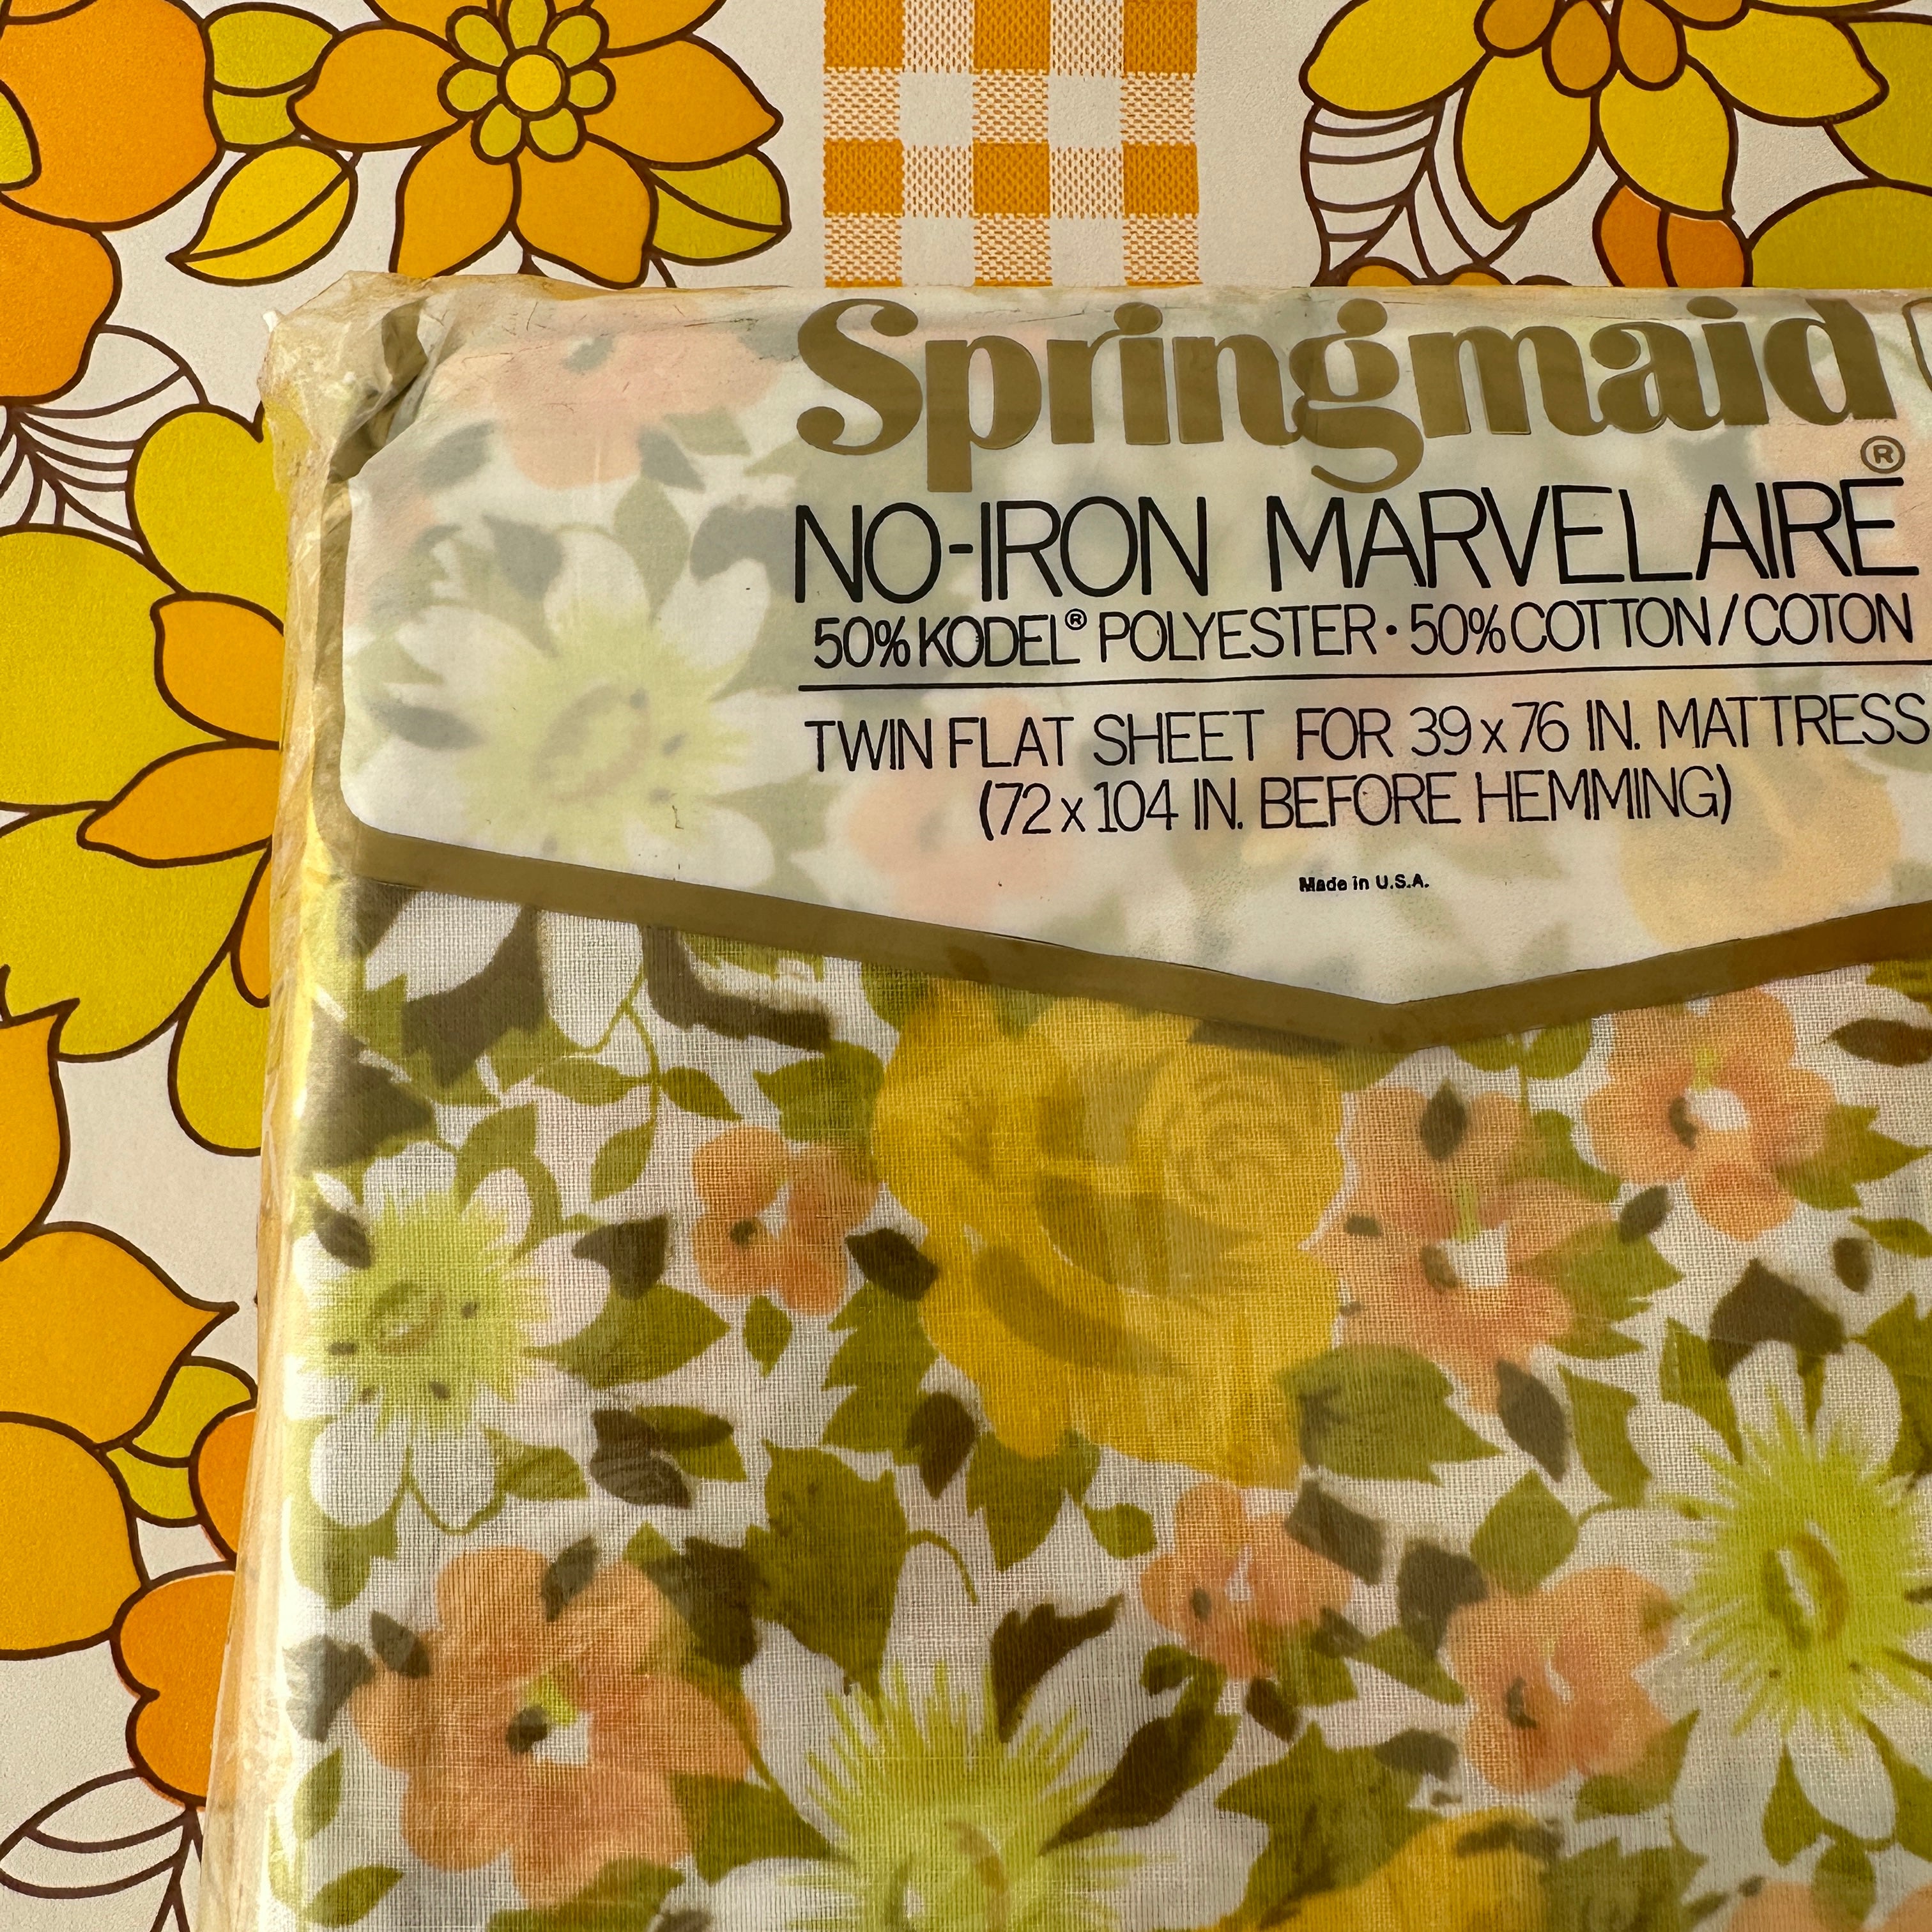 Springmaid®
NO-IRON MARVELAIRE
50% KODEL® POLYESTER • 50% COTTON/COTON
TWIN FLAT SHEET FOR 39 x 76 IN. MATTRESS
(72 x 104 IN. BEFORE HEMMING)
Made in U.S.A.